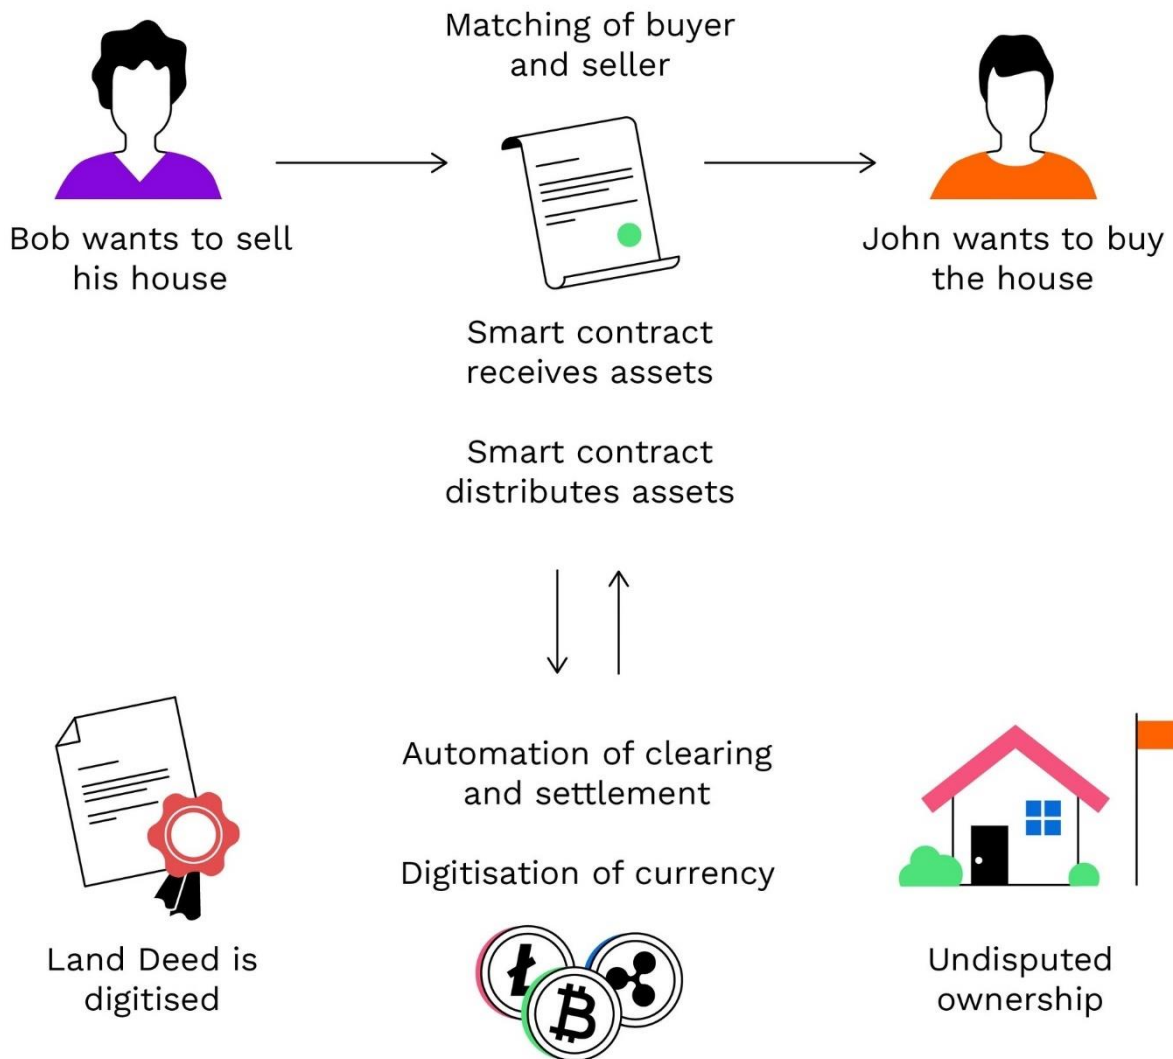 Matching of buyer
and seller
Bob wants to sell
his house
John wants to buy
the house
Smart contract
receives assets
Smart contract
distributes assets
Automation of clearing
and settlement
Digitisation of currency
Land Deed is
digitised
Undisputed
ownership